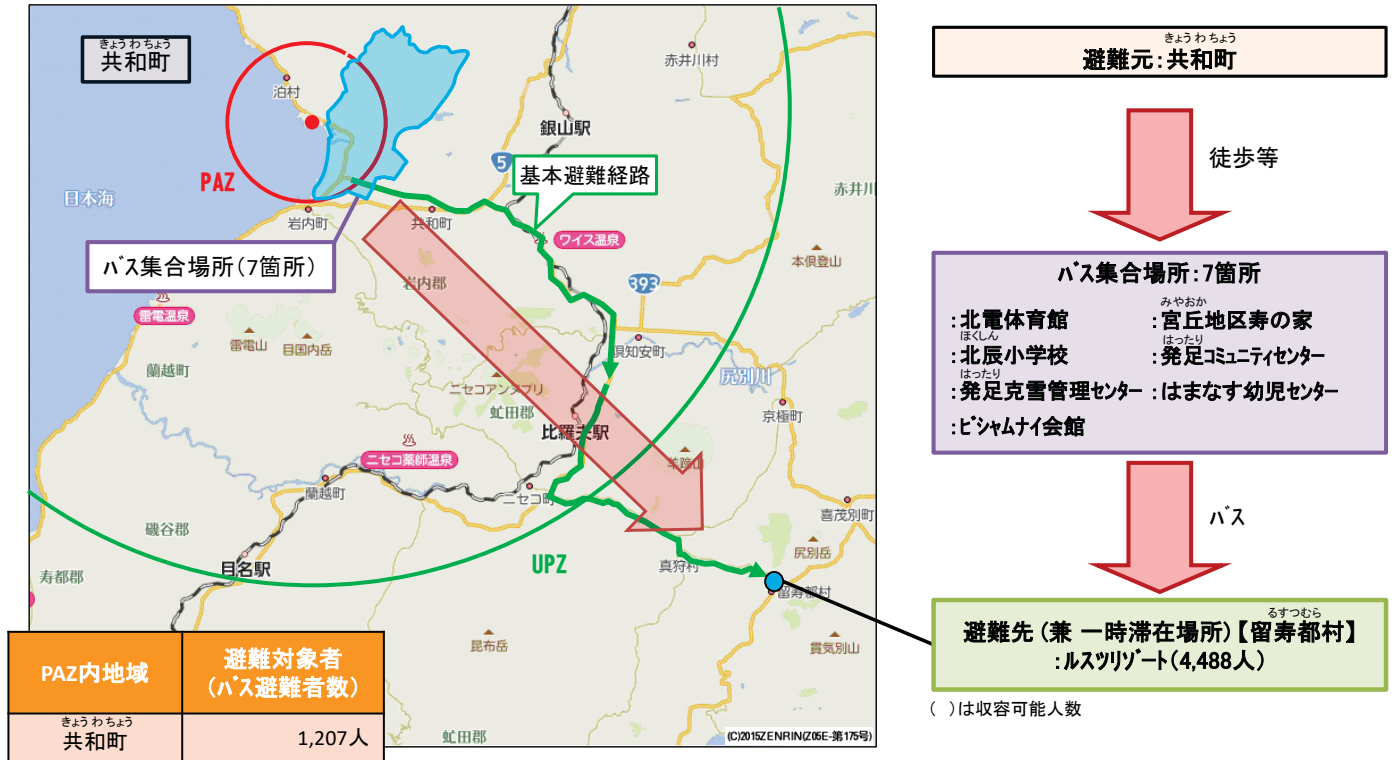 きょうわちょう
共和町
泊村
PAZ
日本海
岩内町
共和町
バス集合場所(7箇所)
岩内郡
雷電温泉
雷電山
目国内岳
蘭越町
ニセコアンヌプリ
虻田郡
ニセコ薬師温泉
蘭越町
磯谷郡
目名駅
寿都郡
赤井川村
銀山駅
5
基本避難経路
赤井川
ワイス温泉
本倶登山
393
倶知安町
尻別川
京極町
比羅夫駅
羊蹄山
ニセコ町
喜茂別町
尻別岳
UPZ
真狩村
留寿都村
昆布岳
貫気別山
虻田郡
(C)2015ZENRIN(Z05E-第175号)
PAZ内地域
避難対象者
(バス避難者数)
きょうわちょう
共和町
1,207人
きょうわちょう
避難元:共和町
徒歩等
バス集合場所:7箇所
みやおか
:北電体育館 :宮丘地区寿の家
ほくしん はったり
:北辰小学校 :発足コミュニティセンター
はったり
:発足克雪管理センター :はまなす幼児センター
:ビシャムナイ会館
バス
るすつむら
避難先(兼 一時滞在場所)【留寿都村】
:ルスツリゾート(4,488人)
( )は収容可能人数